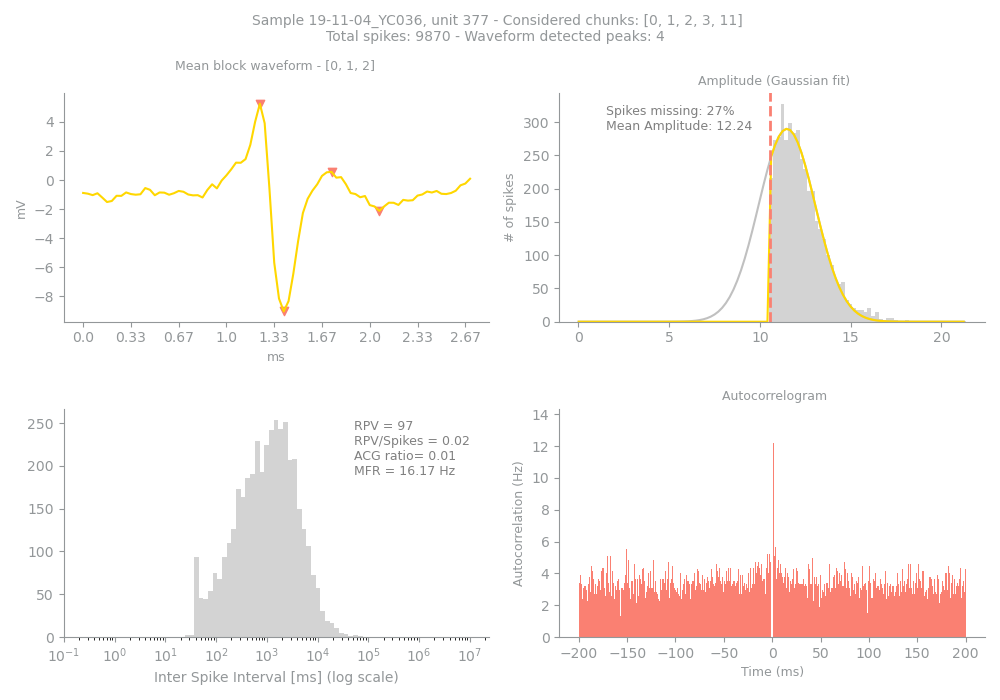 Sample 19-11-04_YC036, unit 377 - Considered chunks: [0, 1, 2, 3, 11]
Total spikes: 9870 - Waveform detected peaks: 4
Mean block waveform - [0, 1, 2]
mV
4
2
0
−2
−4
−6
−8
0.0 0.33 0.67 1.0 1.33 1.67 2.0 2.33 2.67
ms
Amplitude (Gaussian fit)
Spikes missing: 27%
Mean Amplitude: 12.24
# of spikes
300
250
200
150
100
50
0
0 5 10 15 20
RPV = 97
RPV/Spikes = 0.02
ACG ratio= 0.01
MFR = 16.17 Hz
250
200
150
100
50
0
10⁻¹ 10⁰ 10¹ 10² 10³ 10⁴ 10⁵ 10⁶ 10⁷
Inter Spike Interval [ms] (log scale)
Autocorrelogram
Autocorrelation (Hz)
14
12
10
8
6
4
2
0
−200 −150 −100 −50 0 50 100 150 200
Time (ms)